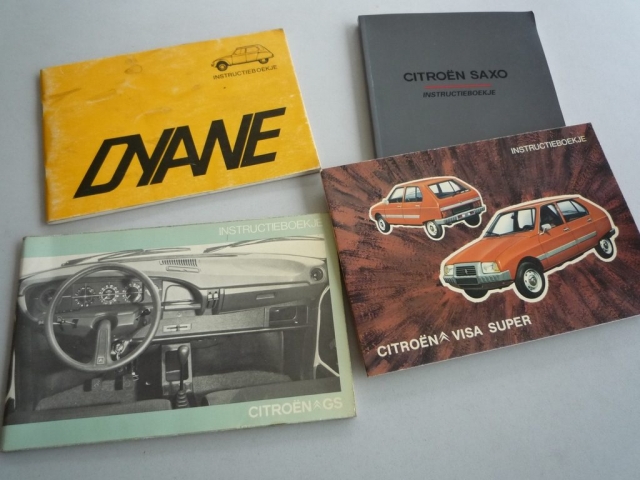 INSTRUCTIEBOEKJE
DYANE
CITROËN SAXO
INSTRUCTIEBOEKJE
INSTRUCTIEBOEKJE
CITROËN GS
INSTRUCTIEBOEKJE
CITROËN VISA SUPER